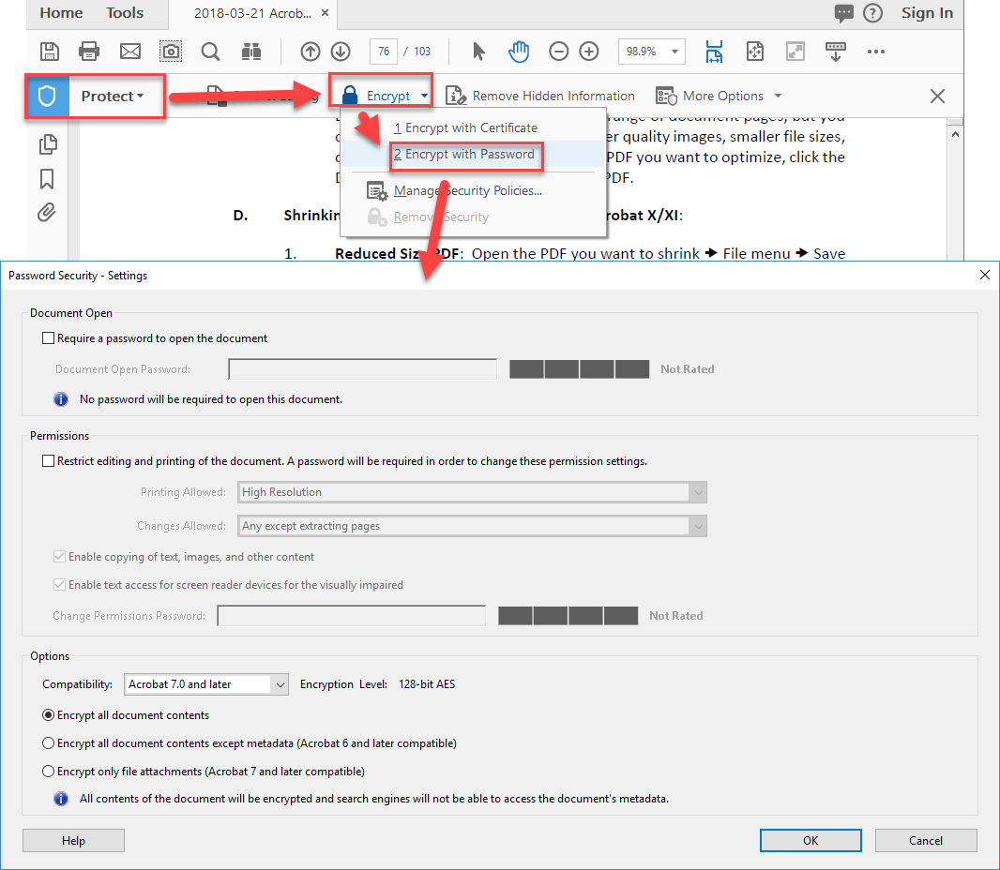 Home Tools 2018-03-21 Acrob... × ? Sign In
76 / 103 98.9%
Protect Encrypt Remove Hidden Information More Options
1 Encrypt with Certificate
2 Encrypt with Password
Manage Security Policies...
Remove Security
range of document pages, but you
er quality images, smaller file sizes,
PDF you want to optimize, click the
PDF.
D. Shrinkin robat X/XI:
1. Reduced Size PDF: Open the PDF you want to shrink 🡺 File menu 🡺 Save
Password Security - Settings
Document Open
Require a password to open the document
Document Open Password: Not Rated
No password will be required to open this document.
Permissions
Restrict editing and printing of the document. A password will be required in order to change these permission settings.
Printing Allowed: High Resolution
Changes Allowed: Any except extracting pages
Enable copying of text, images, and other content
Enable text access for screen reader devices for the visually impaired
Change Permissions Password: Not Rated
Options
Compatibility: Acrobat 7.0 and later Encryption Level: 128-bit AES
Encrypt all document contents
Encrypt all document contents except metadata (Acrobat 6 and later compatible)
Encrypt only file attachments (Acrobat 7 and later compatible)
All contents of the document will be encrypted and search engines will not be able to access the document's metadata.
Help OK Cancel